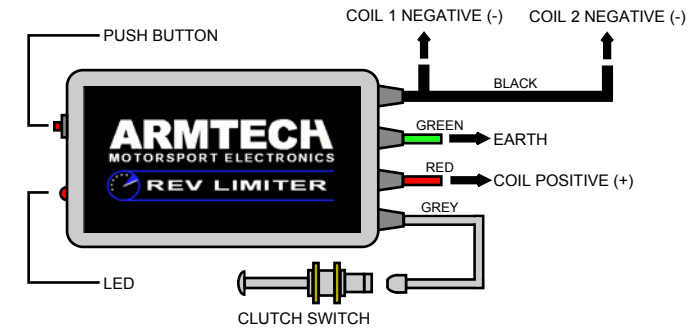 COIL 1 NEGATIVE (-) COIL 2 NEGATIVE (-)
PUSH BUTTON
BLACK
GREEN
EARTH
ARMTECH
MOTORSPORT ELECTRONICS
REV LIMITER
RED
COIL POSITIVE (+)
GREY
LED
CLUTCH SWITCH